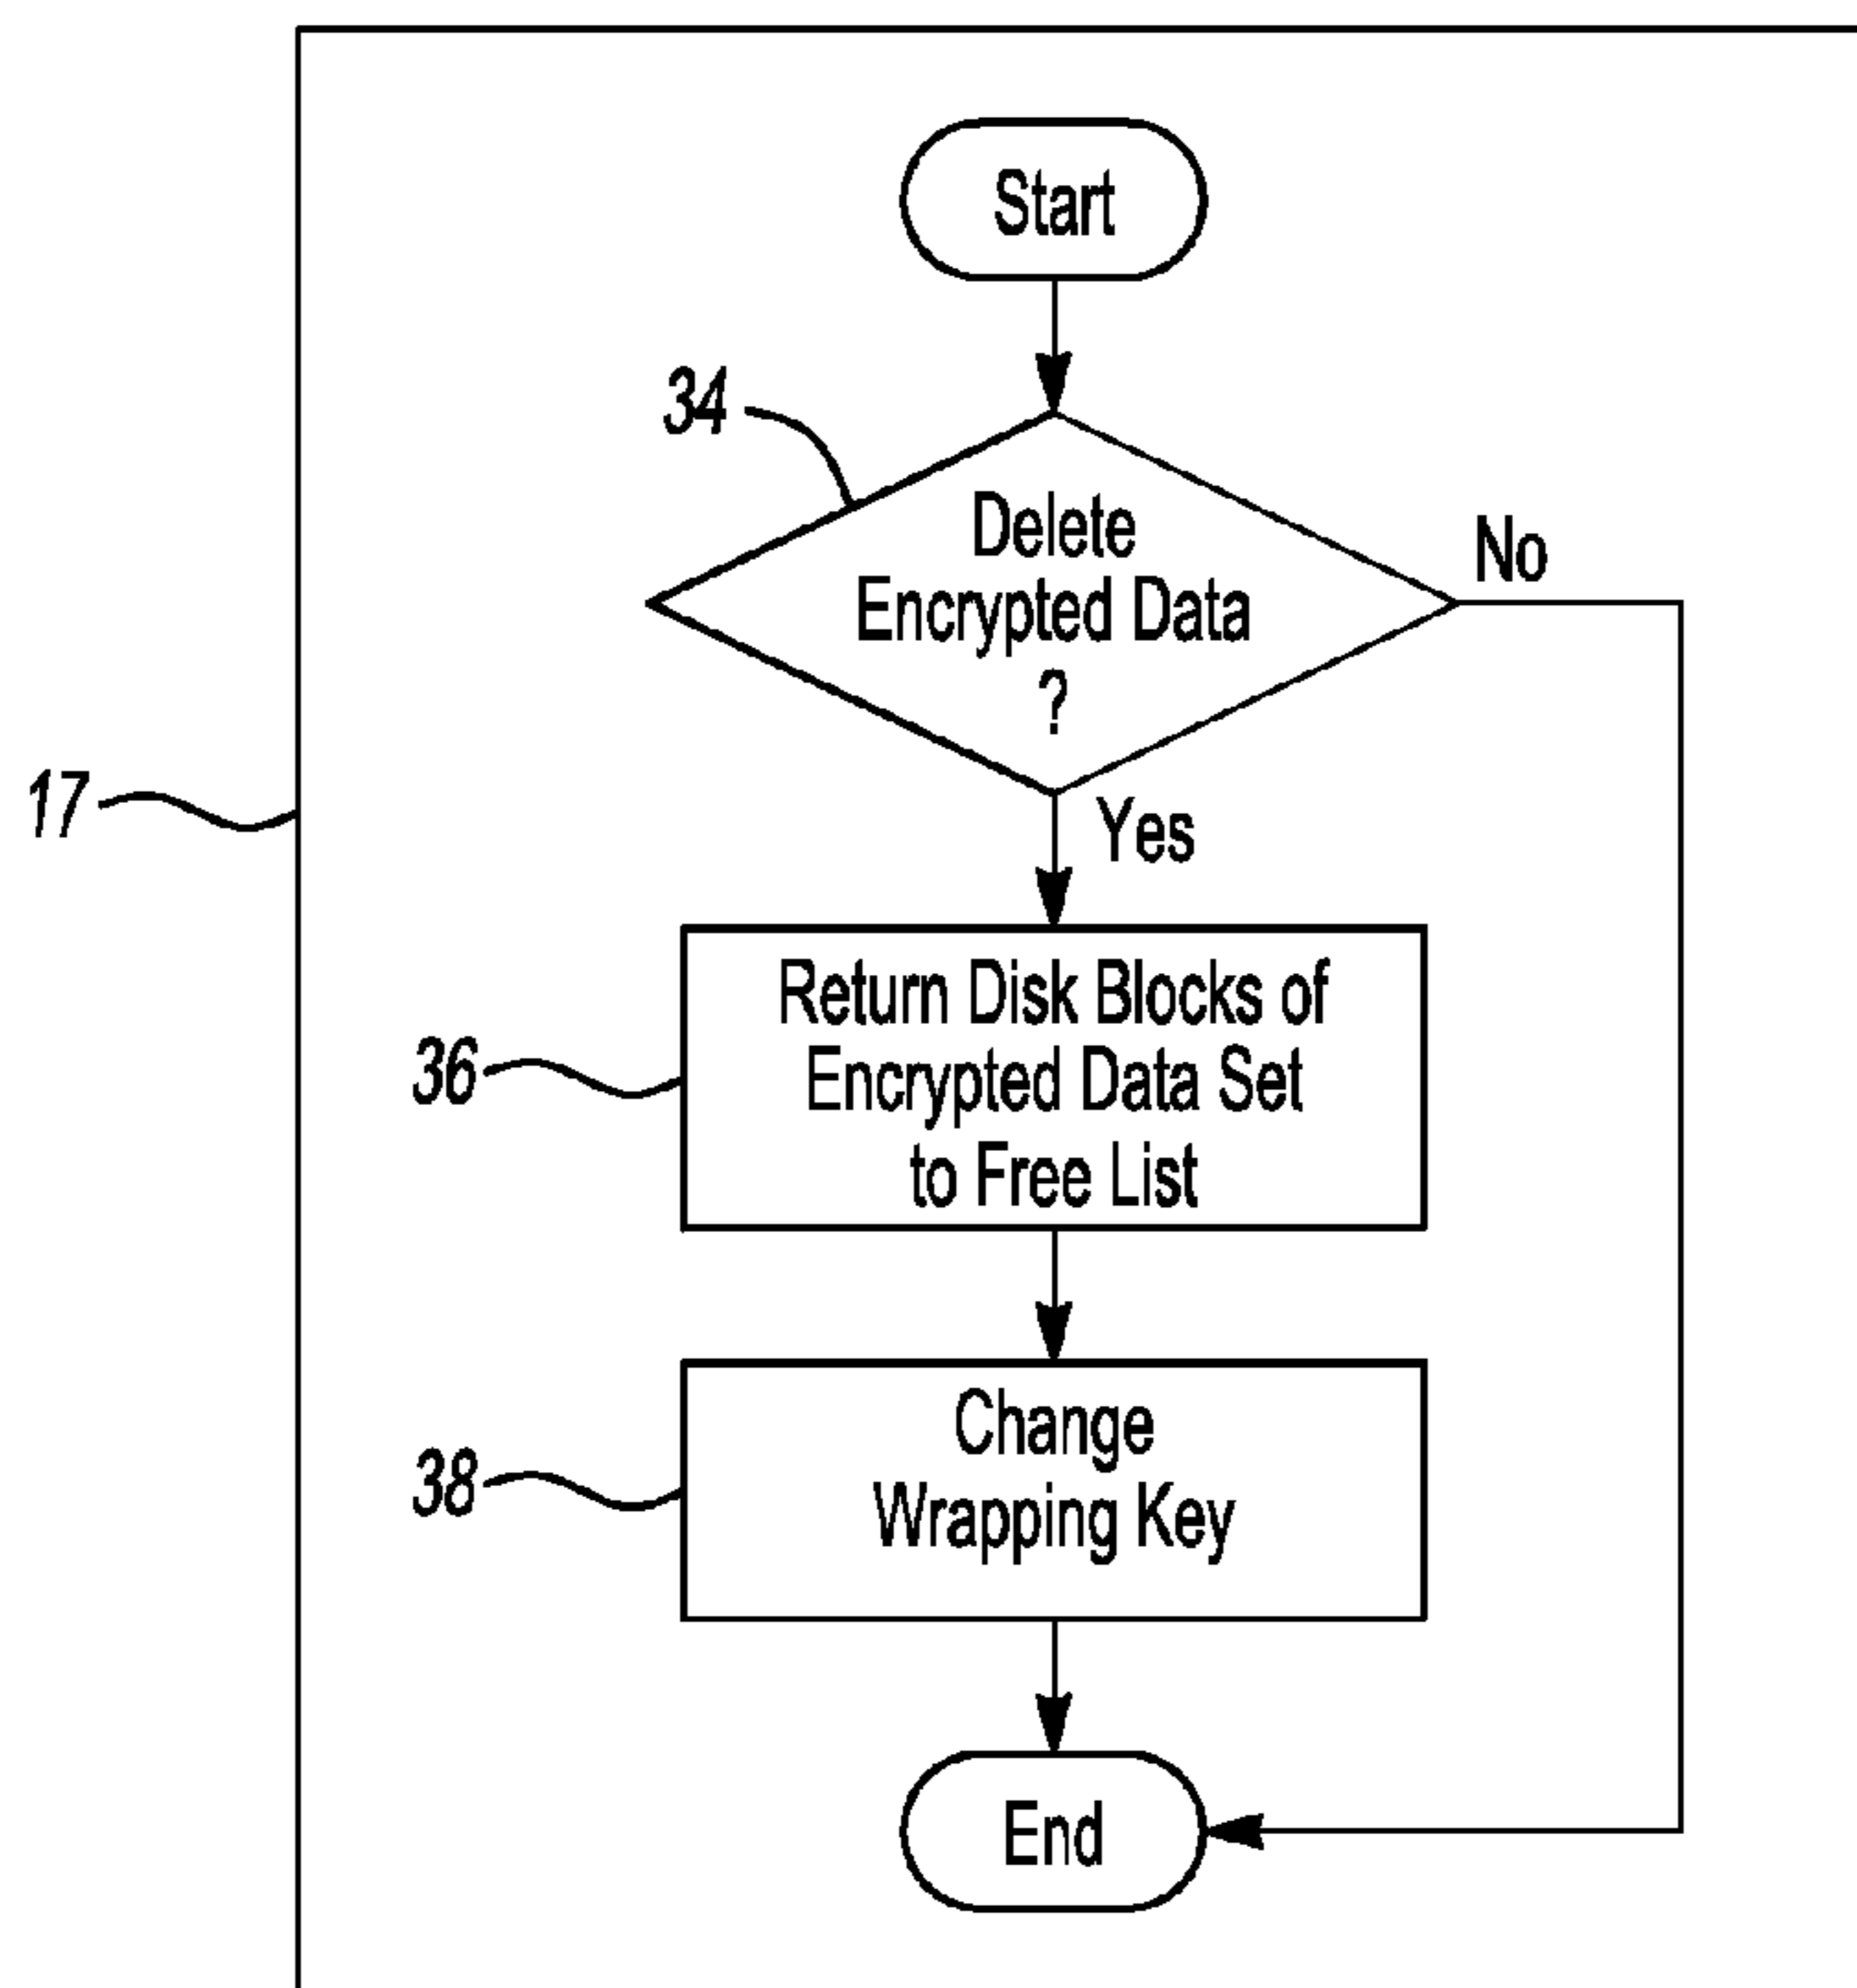 Start
34
Delete
Encrypted Data
?
No
17
Yes
Return Disk Blocks of
Encrypted Data Set
to Free List
36
Change
Wrapping Key
38
End